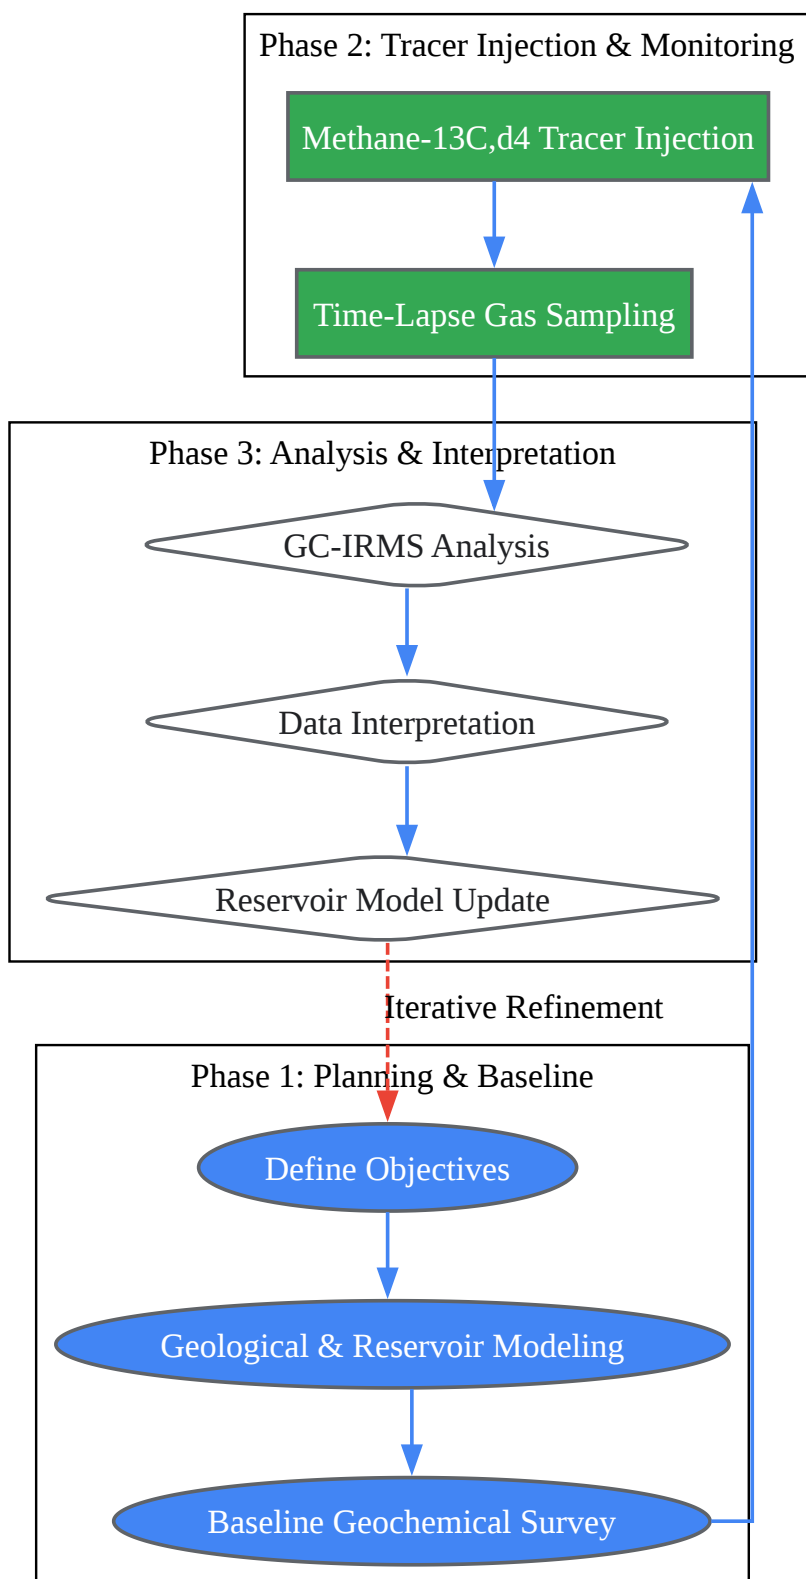 Phase 2: Tracer Injection & Monitoring
Methane-13C,d4 Tracer Injection
Time-Lapse Gas Sampling
Phase 3: Analysis & Interpretation
GC-IRMS Analysis
Data Interpretation
Reservoir Model Update
Iterative Refinement
Phase 1: Planning & Baseline
Define Objectives
Geological & Reservoir Modeling
Baseline Geochemical Survey